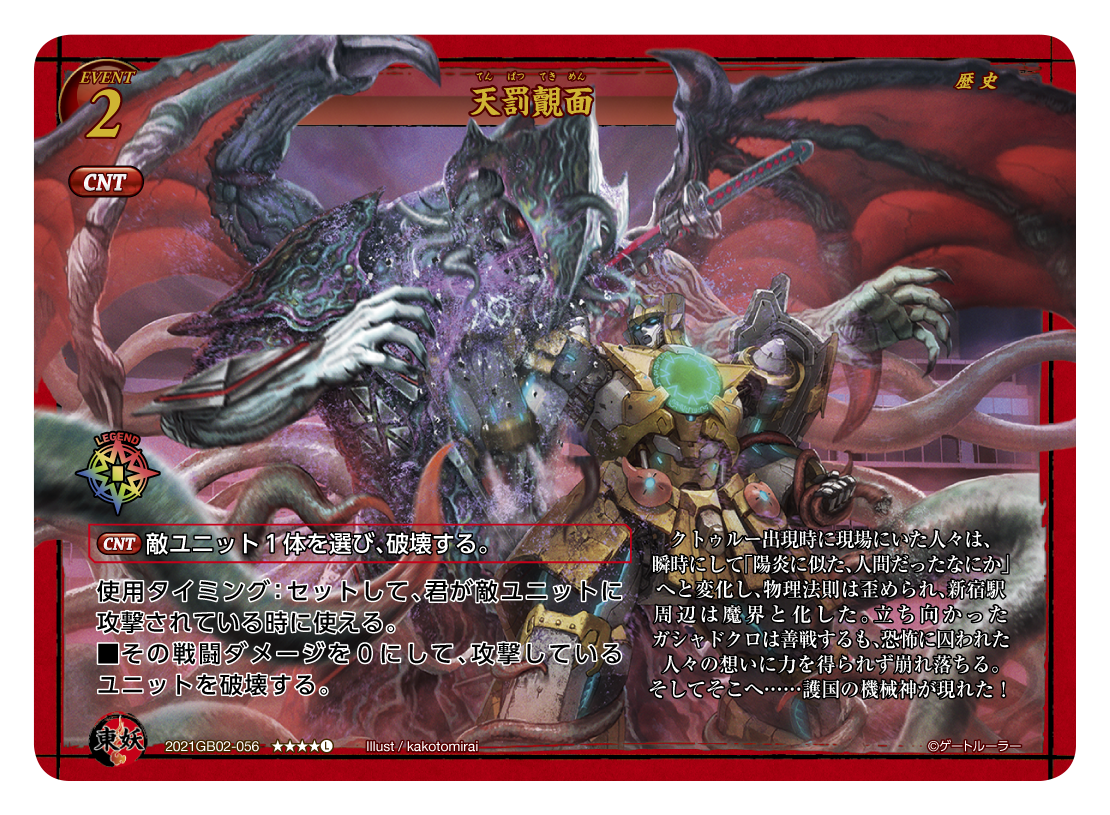 EVENT
2
CNT
てん ばつ てき めん
天罰覿面
歴史
LEGEND
CNT 敵ユニット1体を選び、破壊する。
使用タイミング:セットして、君が敵ユニットに
攻撃されている時に使える。
■その戦闘ダメージを0にして、攻撃している
ユニットを破壊する。
クトゥルー出現時に現場にいた人々は、
瞬時にして「陽炎に似た、人間だったなにか」
へと変化し、物理法則は歪められ、新宿駅
周辺は魔界と化した。立ち向かった
ガシャドクロは善戦するも、恐怖に囚われた
人々の想いに力を得られず崩れ落ちる。
そしてそこへ……護国の機械神が現れた!
東妖
2021GB02-056 ★★★★Ⓛ Illust / kakotomirai
©ゲートルーラー